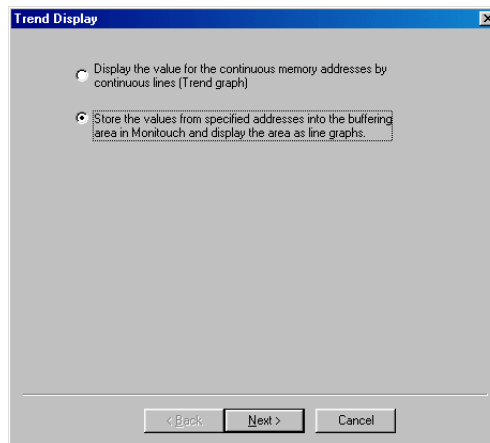 Trend Display
Display the value for the continuous memory addresses by
continuous lines (Trend graph)
Store the values from specified addresses into the buffering
area in Monitouch and display the area as line graphs.
< Back
Next >
Cancel